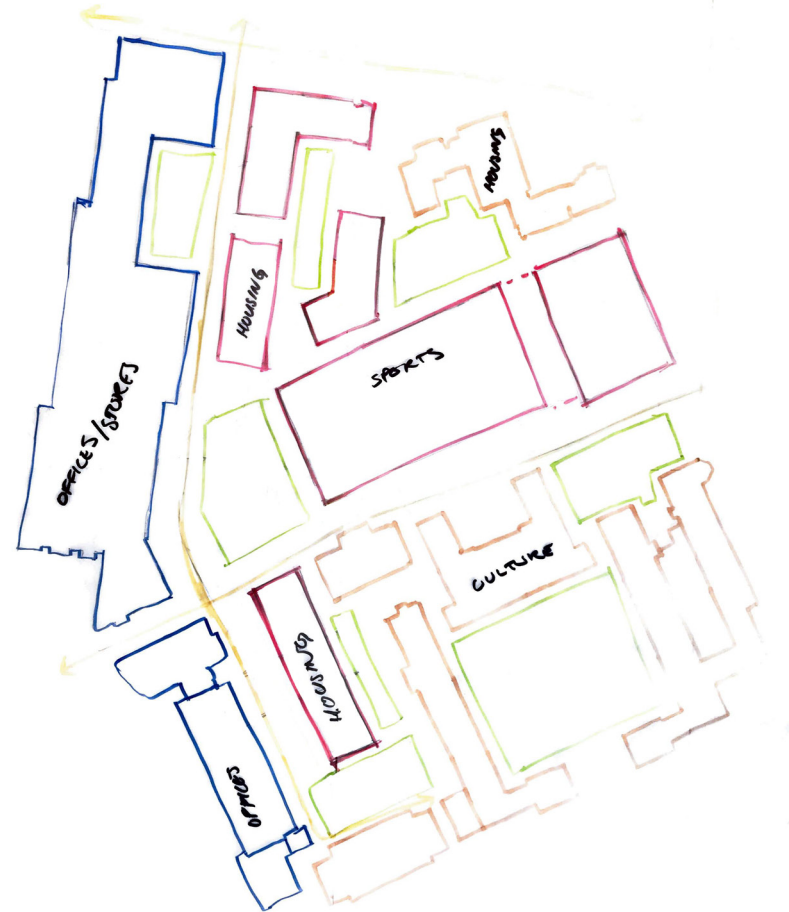 HOUSING
HOUSING
SPORTS
OFFICES/STORES
CULTURE
HOUSING
OFFICES